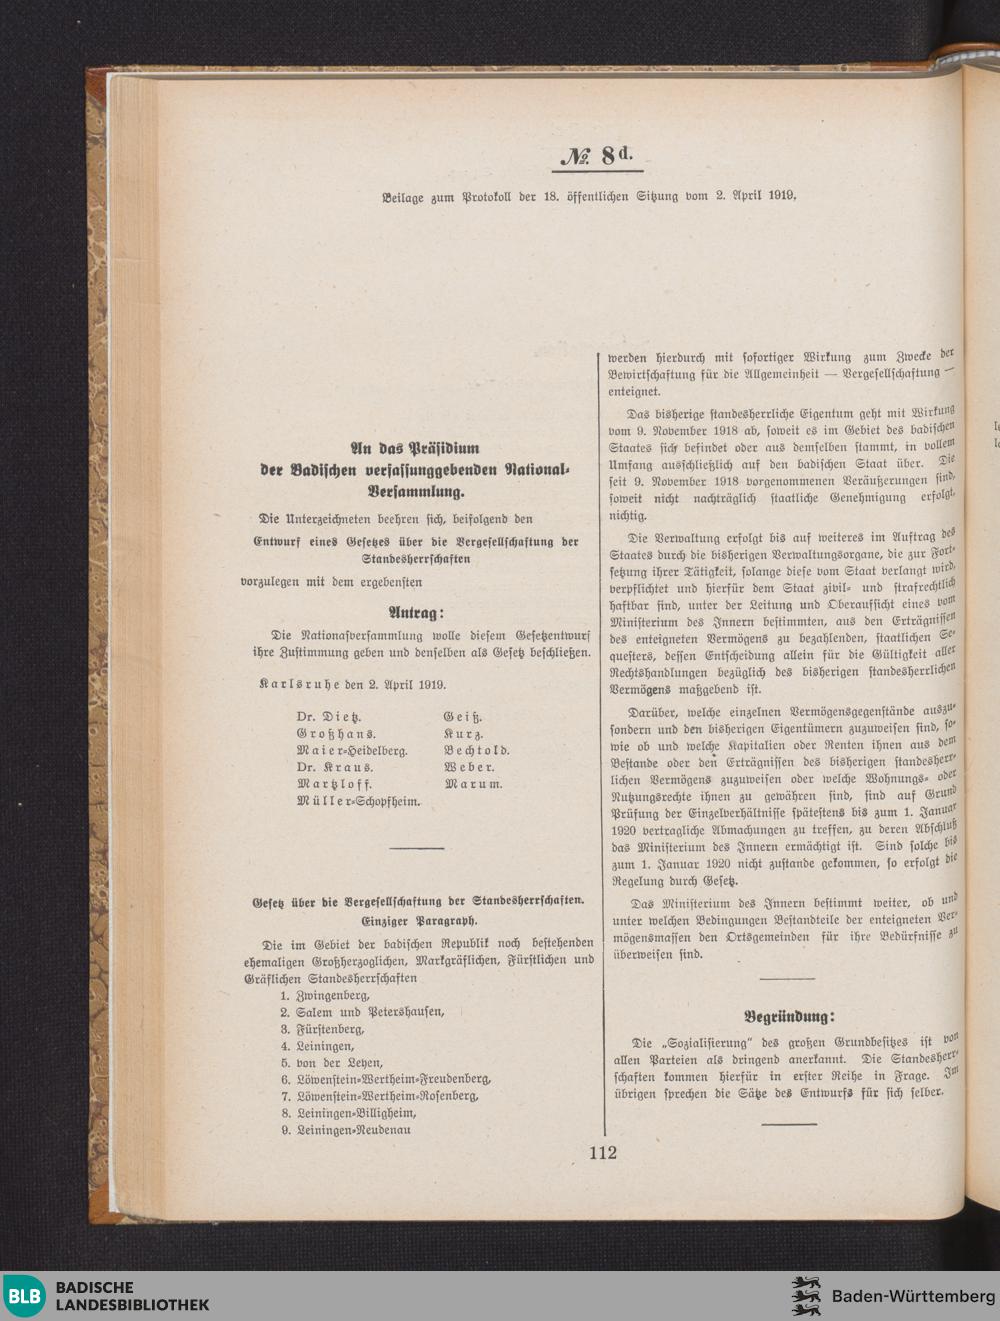 №. 8d.
Beilage zum Protokoll der 18. öffentlichen Sitzung vom 2. April 1919.
An das Präsidium
der Badischen verfassunggebenden National-
Versammlung.
Die Unterzeichneten beehren sich, beifolgend den
Entwurf eines Gesetzes über die Vergesellschaftung der
Standesherrschaften
vorzulegen mit dem ergebensten
Antrag:
Die Nationalversammlung wolle diesem Gesetzentwurf
ihre Zustimmung geben und denselben als Gesetz beschließen.
Karlsruhe den 2. April 1919.
Dr. Dietz. Geiß.
Großhans. Kurz.
Maier-Heidelberg. Bechtold.
Dr. Kraus. Weber.
Martzloff. Marum.
Müller-Schopfheim.
Gesetz über die Vergesellschaftung der Standesherrschaften.
Einziger Paragraph.
Die im Gebiet der badischen Republik noch bestehenden
ehemaligen Großherzoglichen, Markgräflichen, Fürstlichen und
Gräflichen Standesherrschaften
1. Zwingenberg,
2. Salem und Petershausen,
3. Fürstenberg,
4. Leiningen,
5. von der Leyen,
6. Löwenstein-Wertheim-Freudenberg,
7. Löwenstein-Wertheim-Rosenberg,
8. Leiningen-Billigheim,
9. Leiningen-Neudenau
werden hierdurch mit sofortiger Wirkung zum Zwecke der
Bewirtschaftung für die Allgemeinheit — Vergesellschaftung —
enteignet.
Das bisherige standesherrliche Eigentum geht mit Wirkung
vom 9. November 1918 ab, soweit es im Gebiet des badischen
Staates sich befindet oder aus demselben stammt, in vollem
Umfang ausschließlich auf den badischen Staat über. Die
seit 9. November 1918 vorgenommenen Veräußerungen sind,
soweit nicht nachträglich staatliche Genehmigung erfolgt,
nichtig.
Die Verwaltung erfolgt bis auf weiteres im Auftrag des
Staates durch die bisherigen Verwaltungsorgane, die zur Fort-
setzung ihrer Tätigkeit, solange diese vom Staat verlangt wird,
verpflichtet und hierfür dem Staat zivil- und strafrechtlich
haftbar sind, unter der Leitung und Oberaufsicht eines vom
Ministerium des Innern bestimmten, aus den Erträgnissen
des enteigneten Vermögens zu bezahlenden, staatlichen Se-
questers, dessen Entscheidung allein für die Gültigkeit aller
Rechtshandlungen bezüglich des bisherigen standesherrlichen
Vermögens maßgebend ist.
Darüber, welche einzelnen Vermögensgegenstände auszu-
sondern und den bisherigen Eigentümern zuzuweisen sind, so-
wie ob und welche Kapitalien oder Renten ihnen aus dem
Bestande oder den Erträgnissen des bisherigen standesherr-
lichen Vermögens zuzuweisen oder welche Wohnungs- oder
Nutzungsrechte ihnen zu gewähren sind, sind auf Grund
Prüfung der Einzelverhältnisse spätestens bis zum 1. Januar
1920 vertragliche Abmachungen zu treffen, zu deren Abschluß
das Ministerium des Innern ermächtigt ist. Sind solche bis
zum 1. Januar 1920 nicht zustande gekommen, so erfolgt die
Regelung durch Gesetz.
Das Ministerium des Innern bestimmt weiter, ob und
unter welchen Bedingungen Bestandteile der enteigneten Ver-
mögensmassen den Ortsgemeinden für ihre Bedürfnisse zu
überweisen sind.
Begründung:
Die „Sozialisierung“ des großen Grundbesitzes ist von
allen Parteien als dringend anerkannt. Die Standesherr-
schaften kommen hierfür in erster Reihe in Frage. Im
übrigen sprechen die Sätze des Entwurfs für sich selber.
112
BLB BADISCHE
LANDESBIBLIOTHEK
Baden-Württemberg